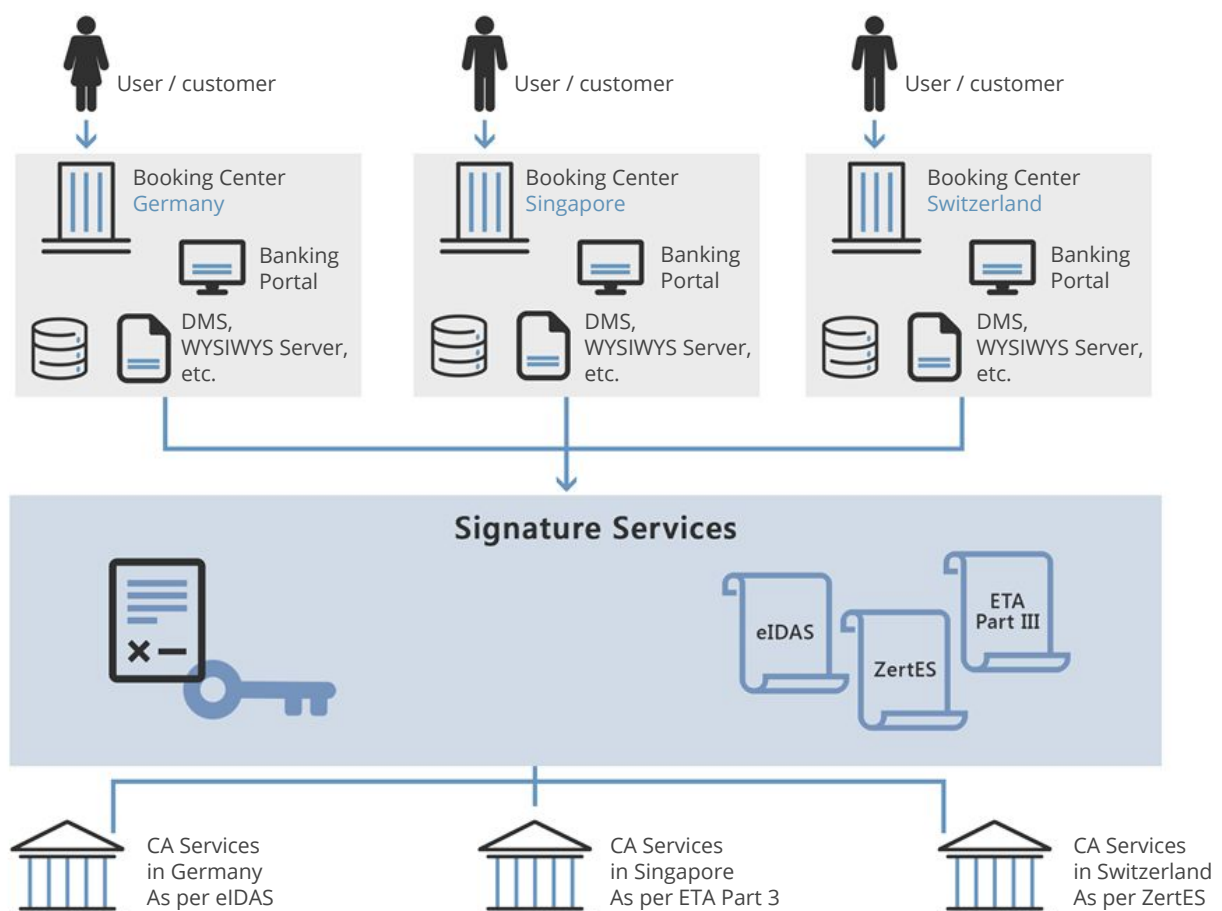 User / customer
User / customer
User / customer
Booking Center
Germany
Banking
Portal
DMS,
WYSIWYS Server,
etc.
Booking Center
Singapore
Banking
Portal
DMS,
WYSIWYS Server,
etc.
Booking Center
Switzerland
Banking
Portal
DMS,
WYSIWYS Server,
etc.
Signature Services
eIDAS
ZertES
ETA
Part III
CA Services
in Germany
As per eIDAS
CA Services
in Singapore
As per ETA Part 3
CA Services
in Switzerland
As per ZertES